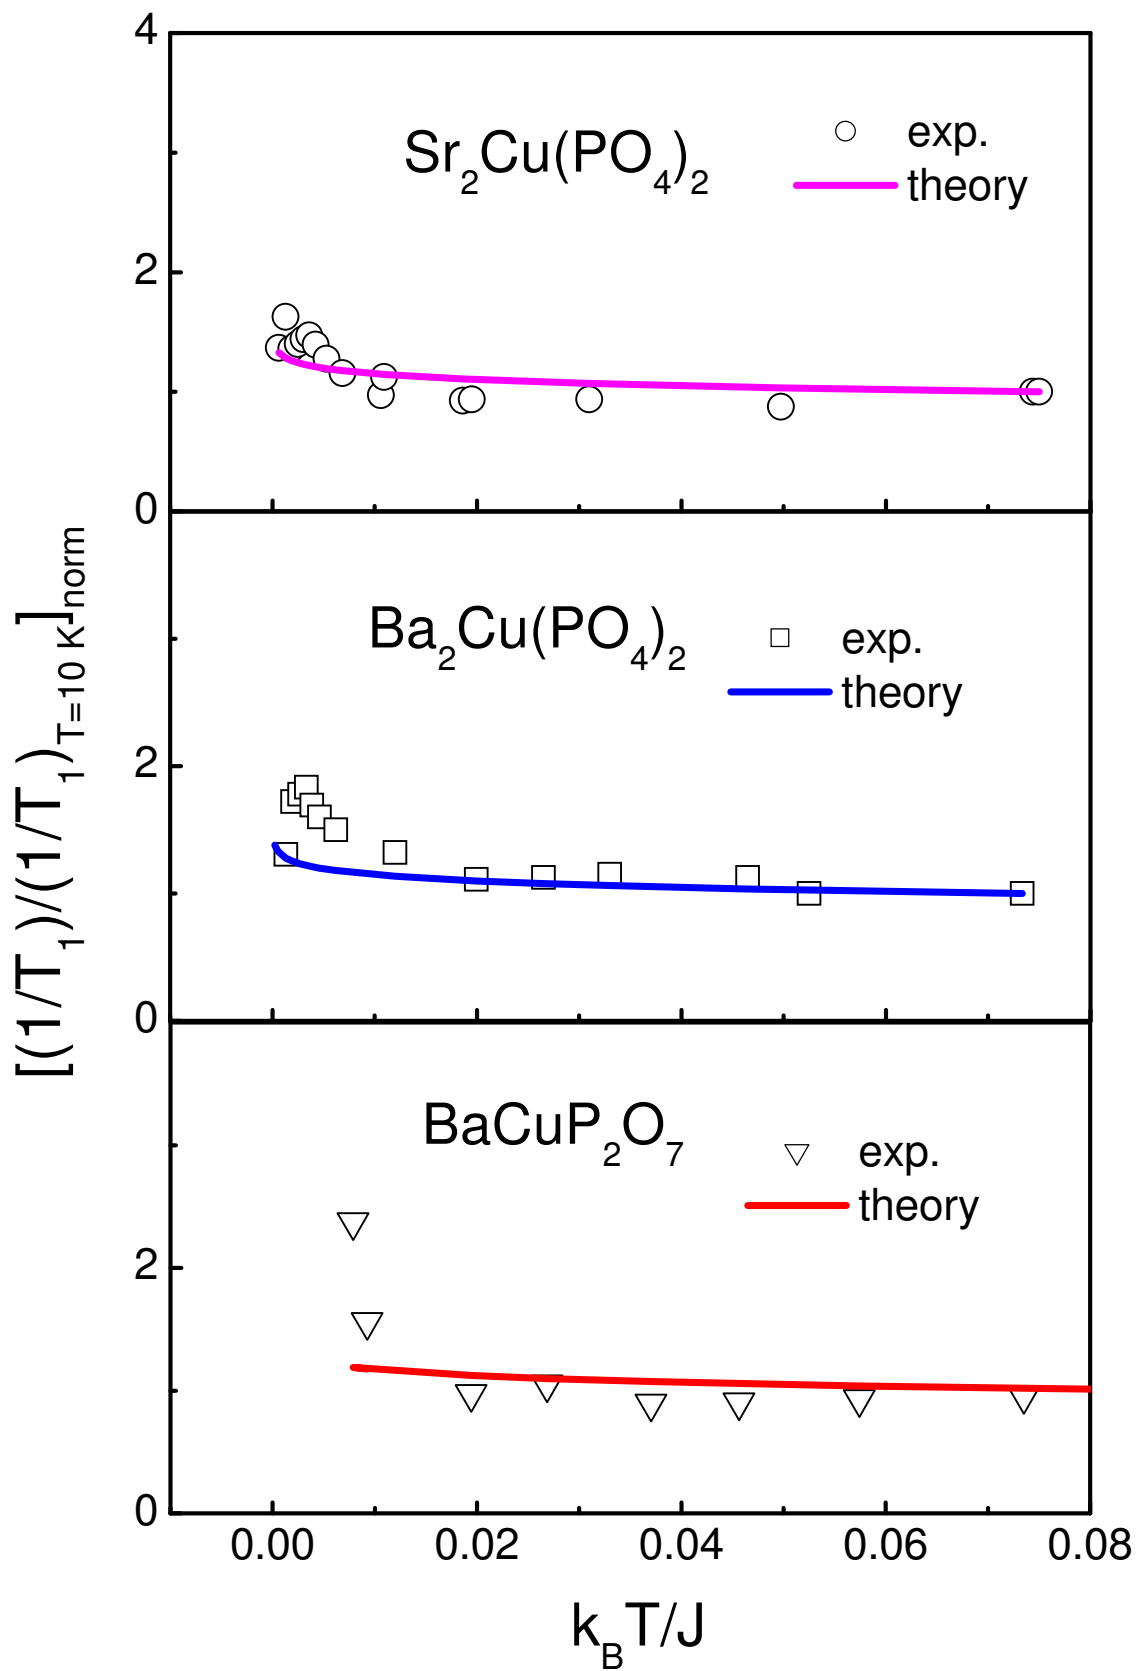 4
Sr2Cu(PO4)2
exp.
theory
2
0
Ba2Cu(PO4)2
exp.
theory
2
0
BaCuP2O7
exp.
theory
2
0
0.00 0.02 0.04 0.06 0.08
kBT/J
[(1/T1)/(1/T1)T=10 K]norm